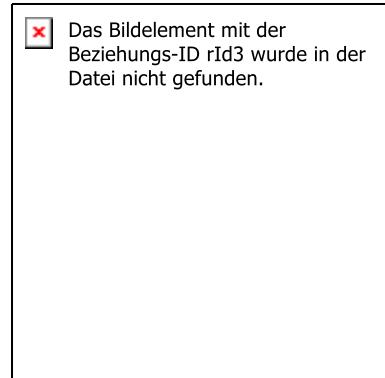 Das Bildelement mit der
Beziehungs-ID rId3 wurde in der
Datei nicht gefunden.